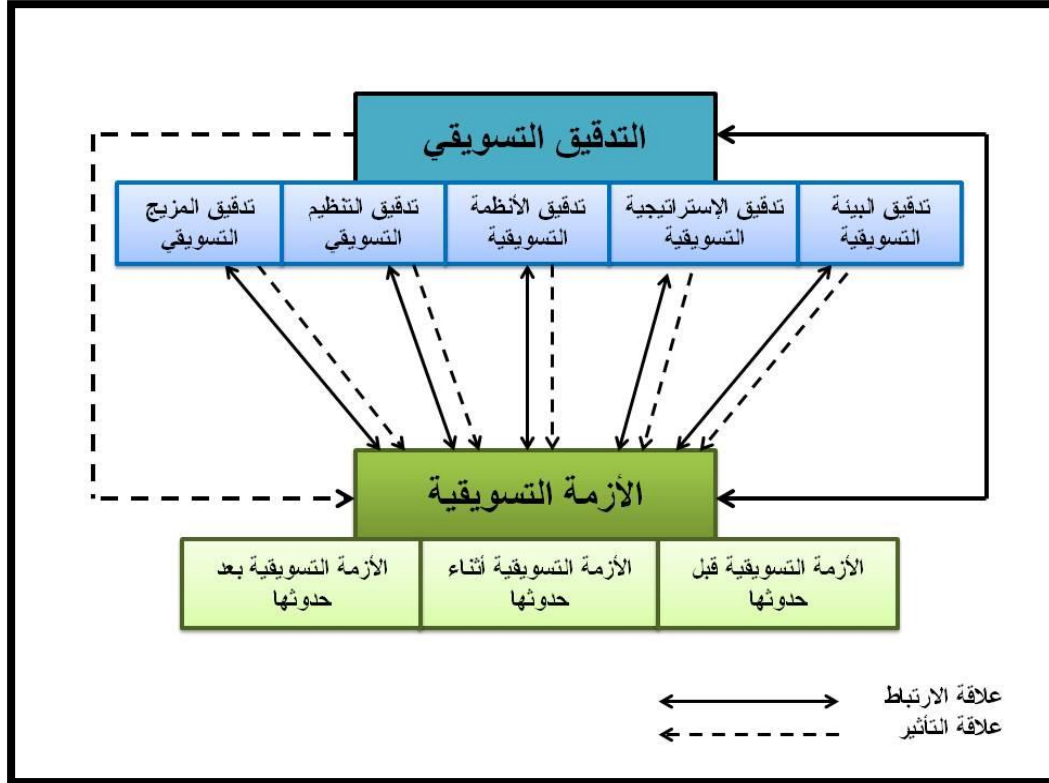 التدقيق التسويقي
تدقيق البيئة
التسويقية
تدقيق الإستراتيجية
التسويقية
تدقيق الأنظمة
التسويقية
تدقيق التنظيم
التسويقي
تدقيق المزيج
التسويقي
الأزمة التسويقية
الأزمة التسويقية قبل
حدوثها
الأزمة التسويقية أثناء
حدوثها
الأزمة التسويقية بعد
حدوثها
علاقة الارتباط
علاقة التأثير